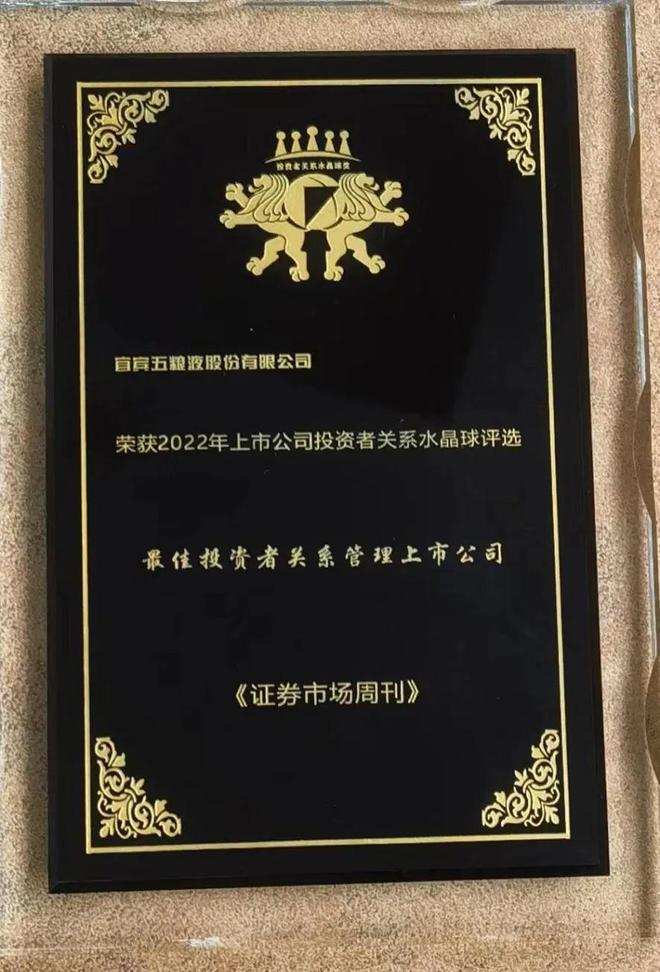 投资者关系水晶球奖
宜宾五粮液股份有限公司
荣获2022年上市公司投资者关系水晶球评选
最佳投资者关系管理上市公司
《证券市场周刊》